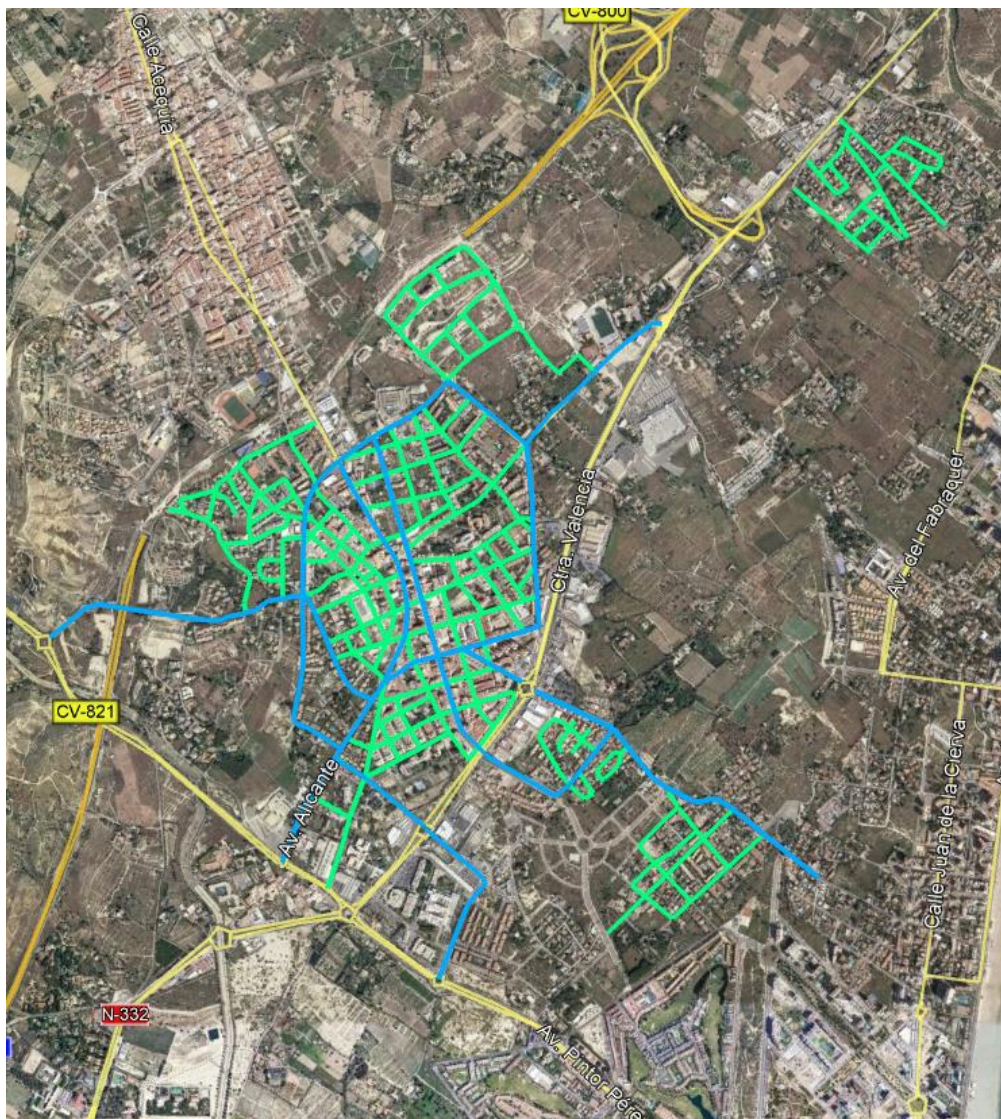 CV-800
Calle Acequia
Ctra. Valencia
Av. del Fabraquer
CV-821
Av. Alicante
Calle Juan de la Cierva
N-332
Av. Pintor Pére